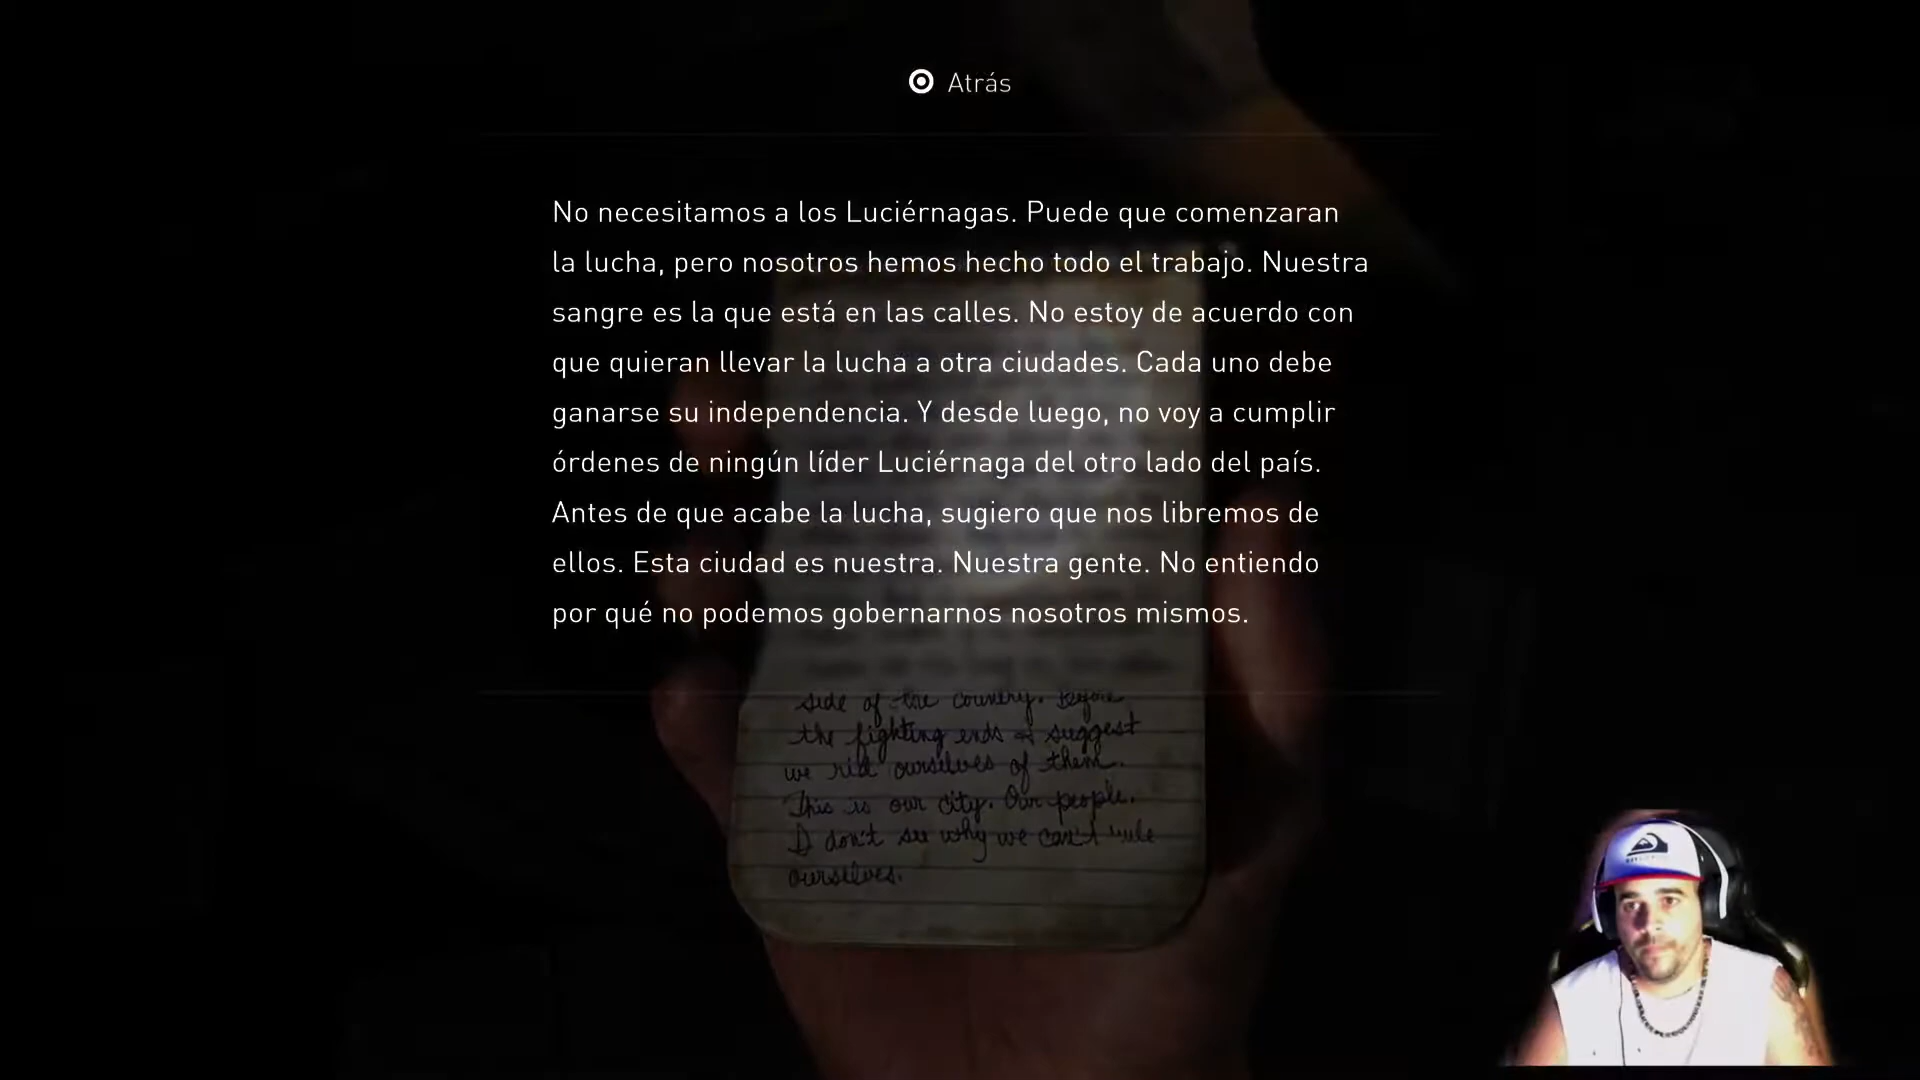 Atrás
No necesitamos a los Luciérnagas. Puede que comenzaran
la lucha, pero nosotros hemos hecho todo el trabajo. Nuestra
sangre es la que está en las calles. No estoy de acuerdo con
que quieran llevar la lucha a otra ciudades. Cada uno debe
ganarse su independencia. Y desde luego, no voy a cumplir
órdenes de ningún líder Luciérnaga del otro lado del país.
Antes de que acabe la lucha, sugiero que nos libremos de
ellos. Esta ciudad es nuestra. Nuestra gente. No entiendo
por qué no podemos gobernarnos nosotros mismos.
side of the country. Before
the fighting ends I suggest
we rid ourselves of them.
This is our city. Our people.
I don't see why we can't rule
ourselves.